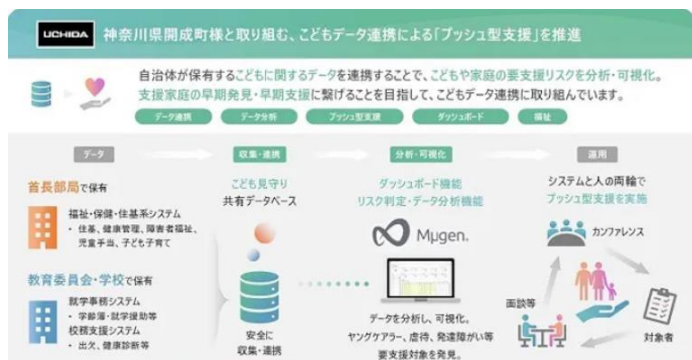 UCHIDA
神奈川県開成町様と取り組む、こどもデータ連携による「プッシュ型支援」を推進
自治体が保有するこどもに関するデータを連携することで、こどもや家庭の要支援リスクを分析・可視化。
支援家庭の早期発見・早期支援に繋げることを目指して、こどもデータ連携に取り組んでいます。
データ連携
データ分析
プッシュ型支援
ダッシュボード
福祉
データ
収集・連携
分析・可視化
運用
首長部局で保有
福祉・保健・住基系システム
・住基、健康管理、障害者福祉、
児童手当、子ども子育て
教育委員会・学校で保有
就学事務システム
・学齢簿・就学援助等
校務支援システム
・出欠、健康診断等
こども見守り
共有データベース
安全に
収集・連携
ダッシュボード機能
リスク判定・データ分析機能
Mµgen.
データを分析し、可視化。
ヤングケアラー、虐待、発達障がい等
要支援対象を発見。
システムと人の両輪で
プッシュ型支援を実施
カンファレンス
面談等
対象者